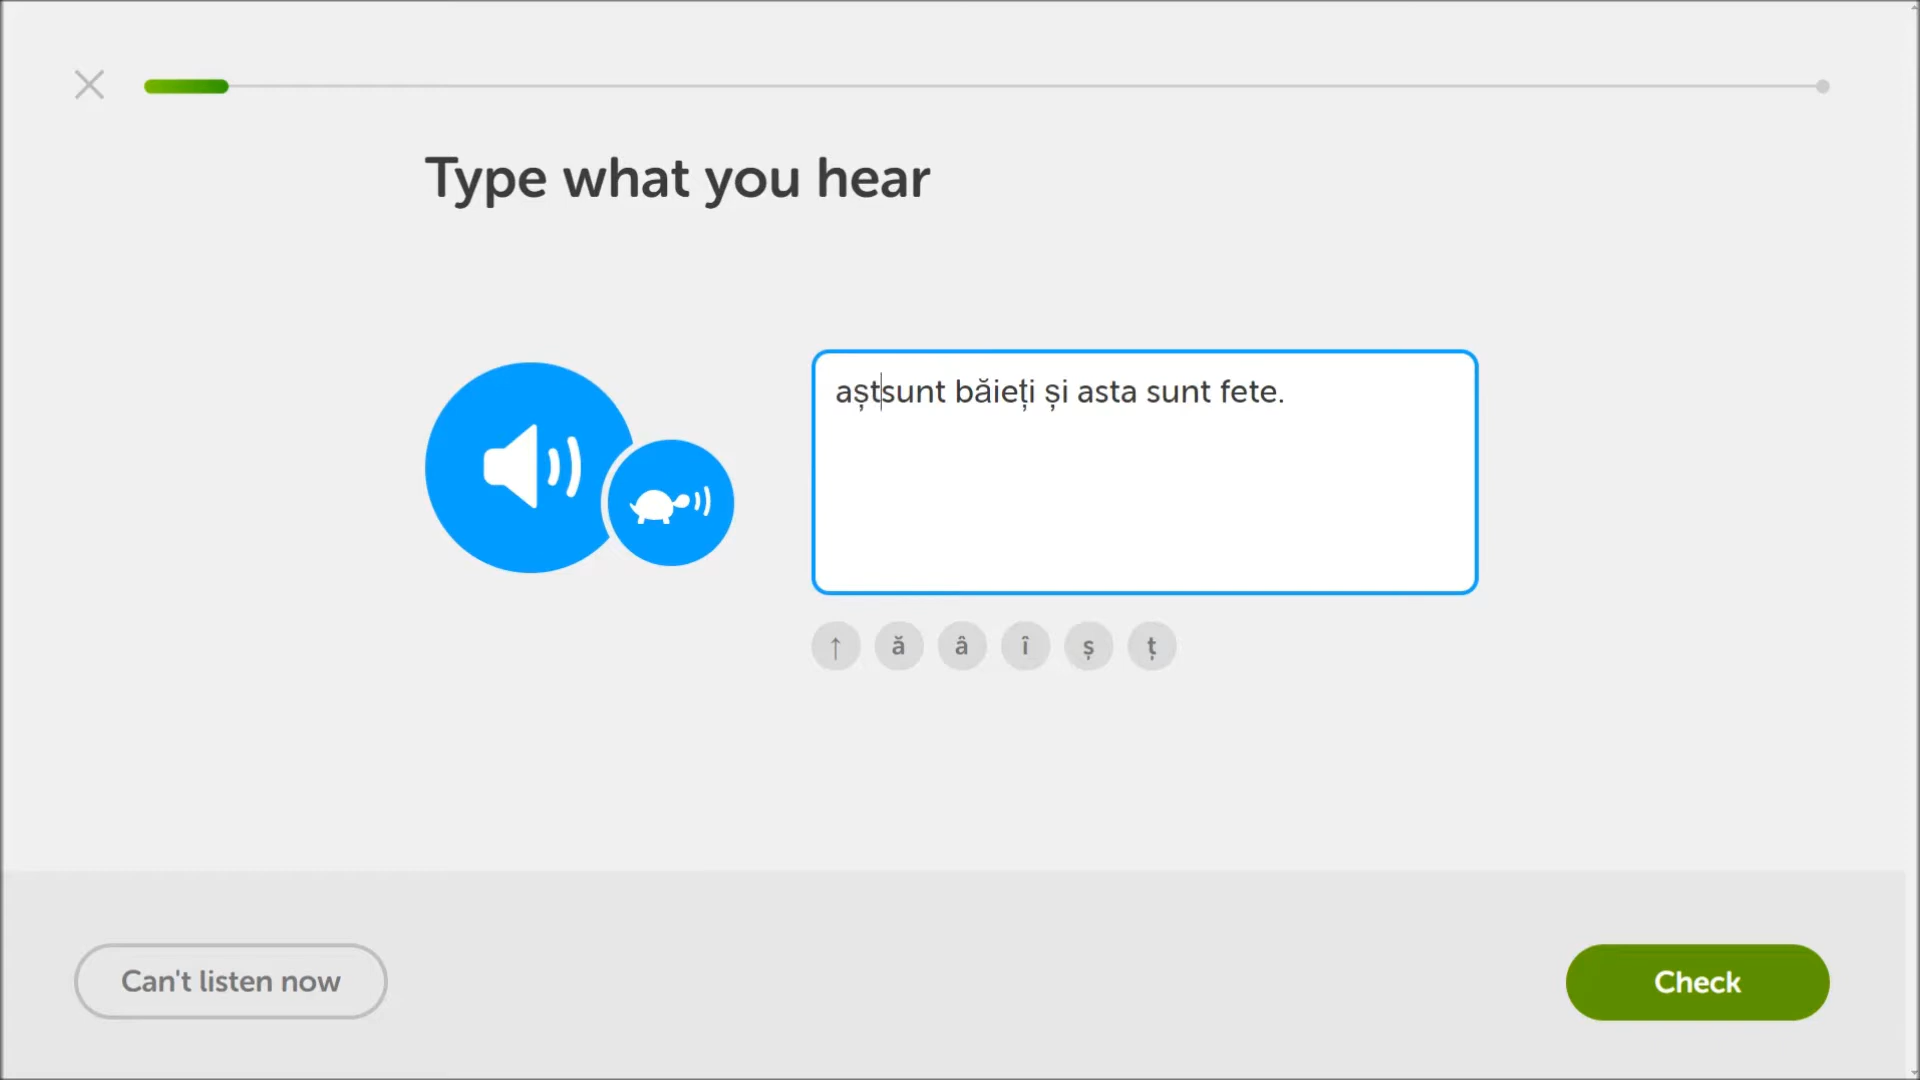 Type what you hear
aștsunt băieți și asta sunt fete.
↑ ă â î ș ț
Can't listen now
Check